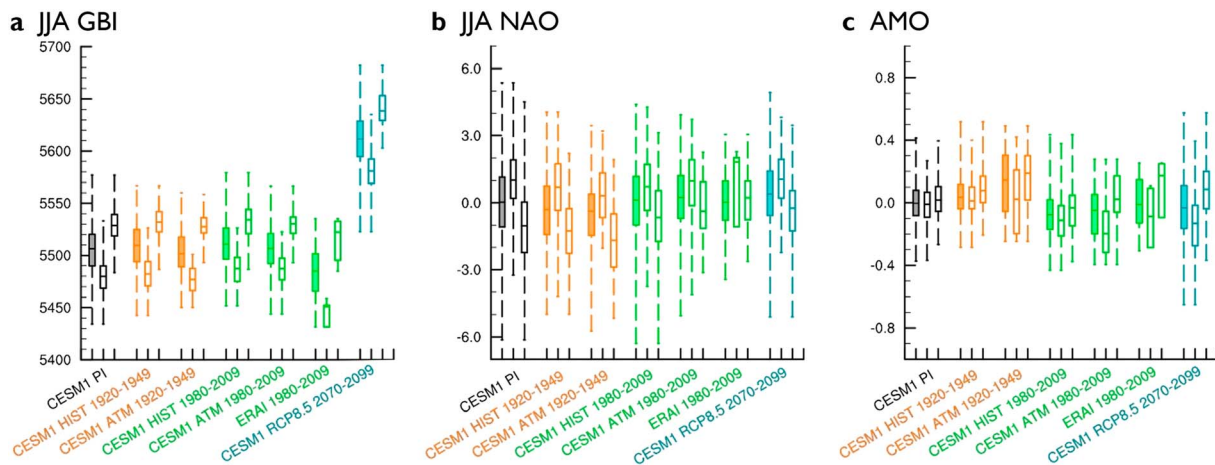 a JJA GBI
5700
5650
5600
5550
5500
5450
5400
CESM1 PI
CESM1 HIST 1920-1949
CESM1 ATM 1920-1949
CESM1 HIST 1980-2009
CESM1 ATM 1980-2009
ERAI 1980-2009
CESM1 RCP8.5 2070-2099
b JJA NAO
6.0
3.0
0.0
-3.0
-6.0
CESM1 PI
CESM1 HIST 1920-1949
CESM1 ATM 1920-1949
CESM1 HIST 1980-2009
CESM1 ATM 1980-2009
ERAI 1980-2009
CESM1 RCP8.5 2070-2099
c AMO
0.8
0.4
0.0
-0.4
-0.8
CESM1 PI
CESM1 HIST 1920-1949
CESM1 ATM 1920-1949
CESM1 HIST 1980-2009
CESM1 ATM 1980-2009
ERAI 1980-2009
CESM1 RCP8.5 2070-2099